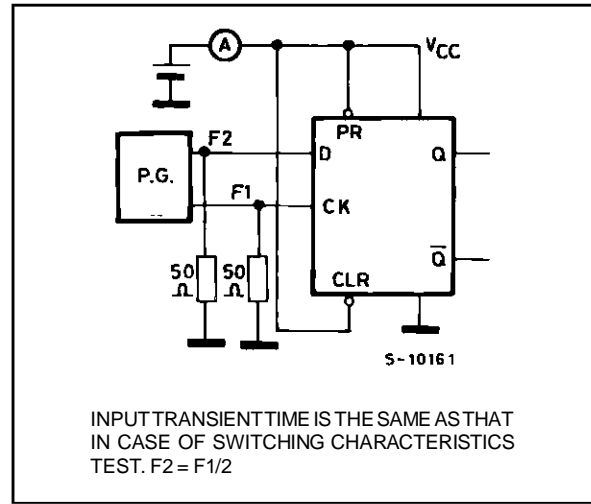 A
VCC
PR
F2
D
Q
P.G.
F1
CK
Q̅
50 Ω
50 Ω
CLR
S-10161
INPUT TRANSIENT TIME IS THE SAME AS THAT
IN CASE OF SWITCHING CHARACTERISTICS
TEST. F2 = F1/2